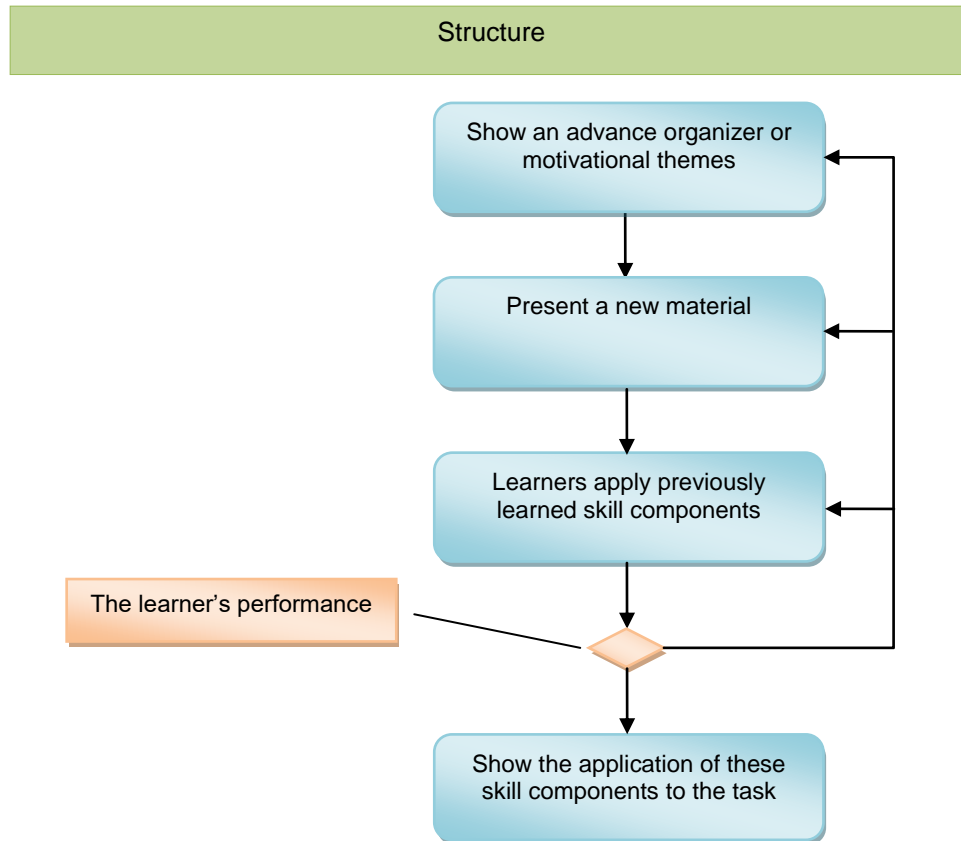 Structure
Show an advance organizer or
motivational themes
Present a new material
Learners apply previously
learned skill components
The learner’s performance
Show the application of these
skill components to the task